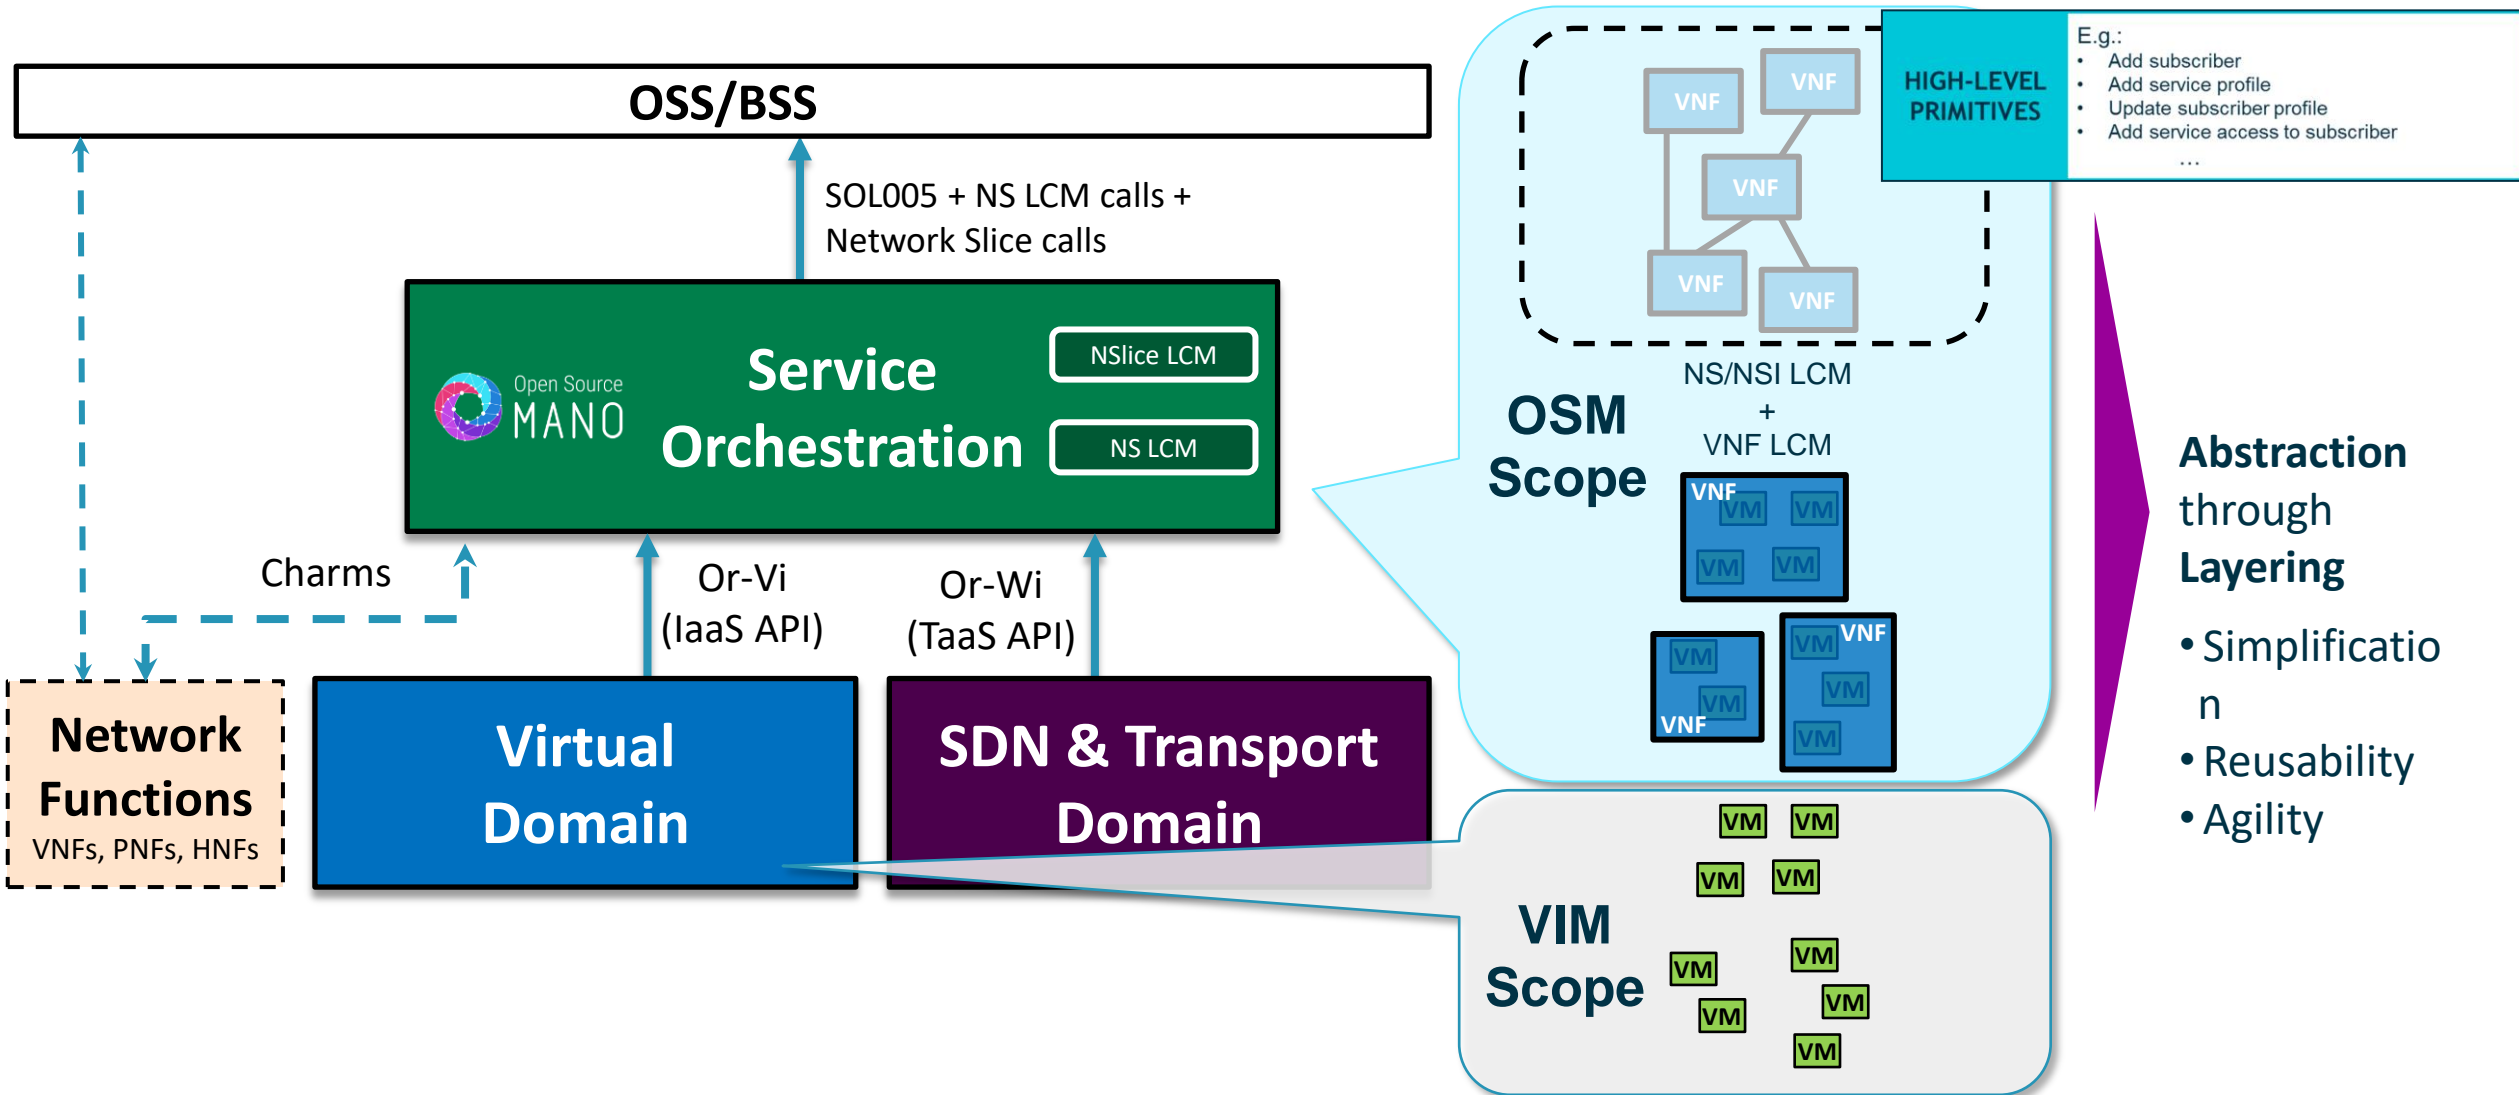 OSS/BSS
SOL005 + NS LCM calls +
Network Slice calls
Open Source
MANO
Service
Orchestration
NSlice LCM
NS LCM
Charms
Or-Vi
(IaaS API)
Or-Wi
(TaaS API)
Network
Functions
VNFs, PNFs, HNFs
Virtual
Domain
SDN & Transport
Domain
VNF
VNF
VNF
VNF
VNF
HIGH-LEVEL
PRIMITIVES
E.g.:
• Add subscriber
• Add service profile
• Update subscriber profile
• Add service access to subscriber
...
NS/NSI LCM
+
VNF LCM
OSM
Scope
VNF
VM VM
VM VM
VM
VM
VNF
VNF
VM
VM
VM
VIM
Scope
VM VM
VM VM
VM
VM
VM
VM
VM
Abstraction
through
Layering
• Simplificatio
n
• Reusability
• Agility